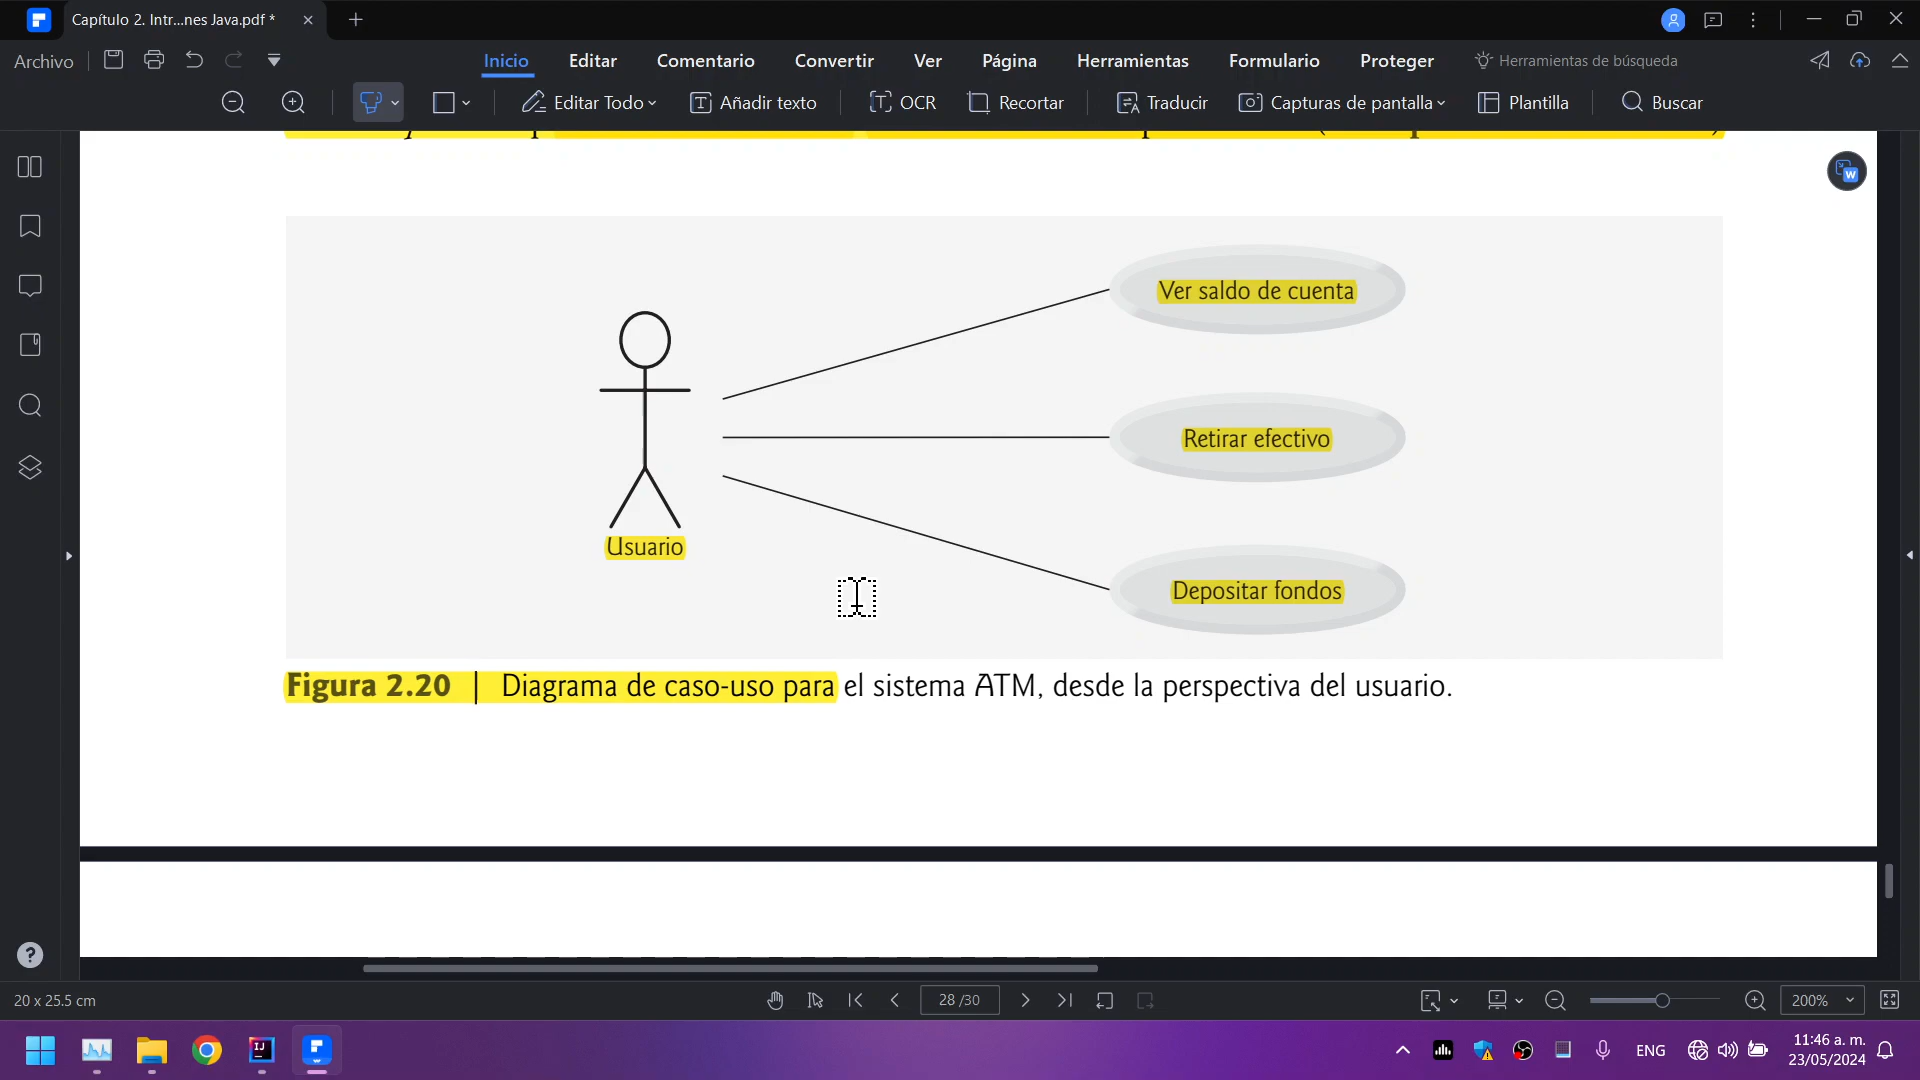 Capítulo 2. Intr...nes Java.pdf *
Archivo
Inicio
Editar
Comentario
Convertir
Ver
Página
Herramientas
Formulario
Proteger
Herramientas de búsqueda
Editar Todo
Añadir texto
OCR
Recortar
Traducir
Capturas de pantalla
Plantilla
Buscar
Ver saldo de cuenta
Retirar efectivo
Usuario
Depositar fondos
Figura 2.20 | Diagrama de caso-uso para el sistema ATM, desde la perspectiva del usuario.
20 x 25.5 cm
28 /30
200%
ENG
11:46 a. m.
23/05/2024